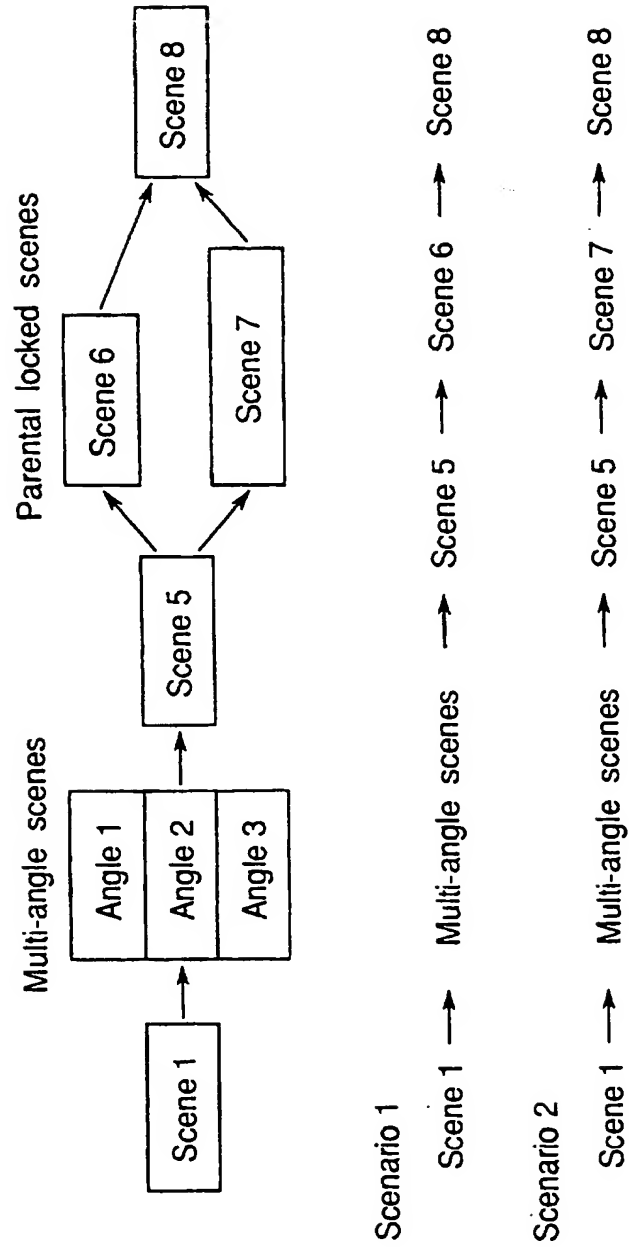 Multi-angle scenes
Parental locked scenes
Scene 1
Angle 1
Angle 2
Angle 3
Scene 5
Scene 6
Scene 7
Scene 8
Scenario 1
Scene 1 → Multi-angle scenes → Scene 5 → Scene 6 → Scene 8
Scenario 2
Scene 1 → Multi-angle scenes → Scene 5 → Scene 7 → Scene 8